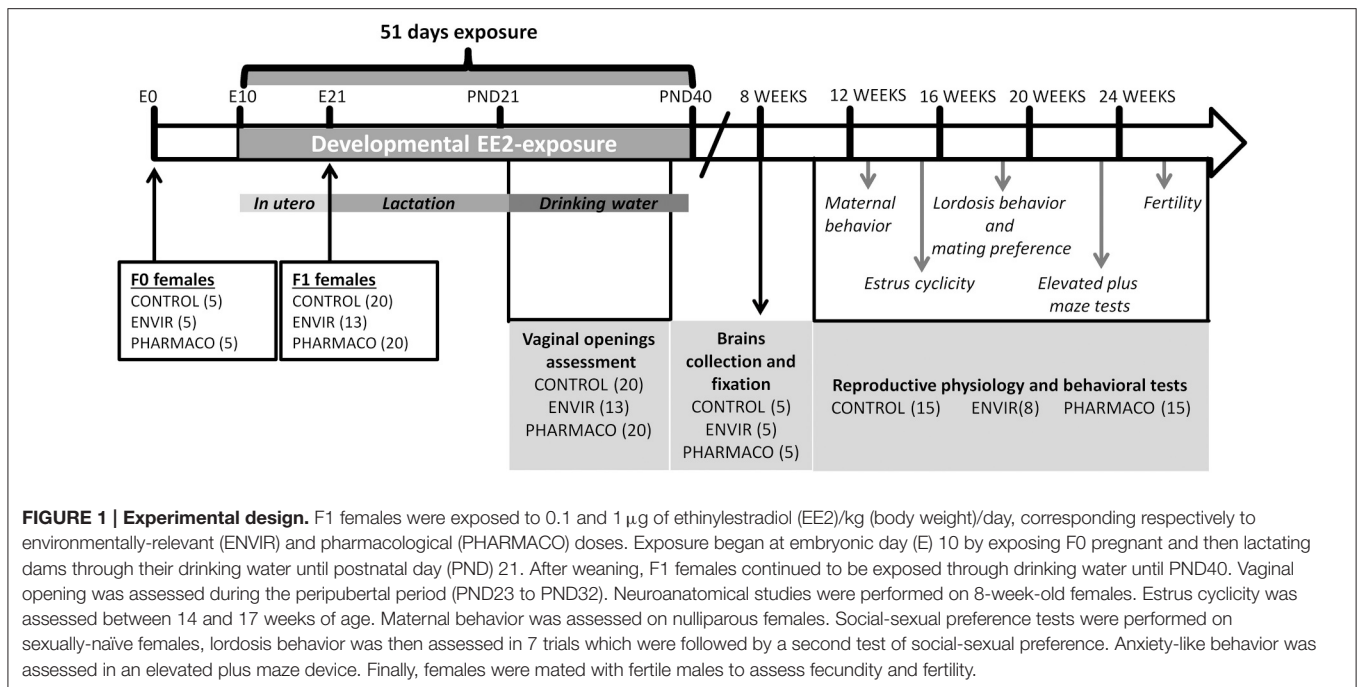 51 days exposure
E0 E10 E21 PND21 PND40 8 WEEKS 12 WEEKS 16 WEEKS 20 WEEKS 24 WEEKS
Developmental EE2-exposure
In utero Lactation Drinking water
Maternal
behavior
Lordosis behavior
and
mating preference
Fertility
Estrus cyclicity
Elevated plus
maze tests
F0 females
CONTROL (5)
ENVIR (5)
PHARMACO (5)
F1 females
CONTROL (20)
ENVIR (13)
PHARMACO (20)
Vaginal openings
assessment
CONTROL (20)
ENVIR (13)
PHARMACO (20)
Brains
collection and
fixation
CONTROL (5)
ENVIR (5)
PHARMACO (5)
Reproductive physiology and behavioral tests
CONTROL (15) ENVIR(8) PHARMACO (15)
FIGURE 1 | Experimental design. F1 females were exposed to 0.1 and 1 μg of ethinylestradiol (EE2)/kg (body weight)/day, corresponding respectively to
environmentally-relevant (ENVIR) and pharmacological (PHARMACO) doses. Exposure began at embryonic day (E) 10 by exposing F0 pregnant and then lactating
dams through their drinking water until postnatal day (PND) 21. After weaning, F1 females continued to be exposed through drinking water until PND40. Vaginal
opening was assessed during the peripubertal period (PND23 to PND32). Neuroanatomical studies were performed on 8-week-old females. Estrus cyclicity was
assessed between 14 and 17 weeks of age. Maternal behavior was assessed on nulliparous females. Social-sexual preference tests were performed on
sexually-naïve females, lordosis behavior was then assessed in 7 trials which were followed by a second test of social-sexual preference. Anxiety-like behavior was
assessed in an elevated plus maze device. Finally, females were mated with fertile males to assess fecundity and fertility.